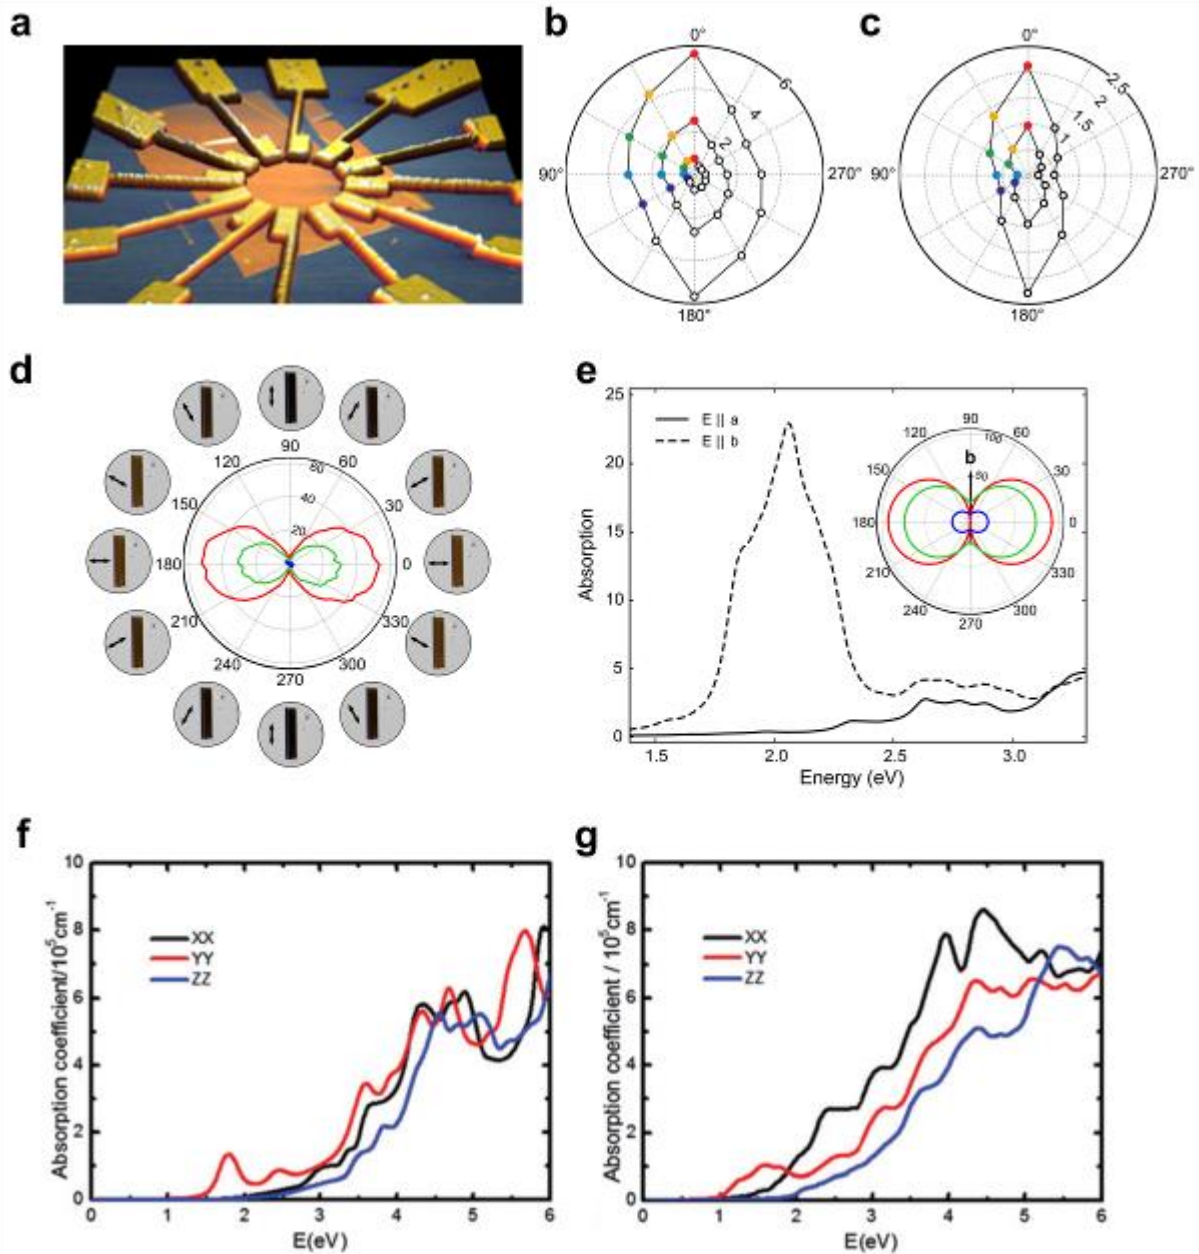 a
b
0°
6
4
2
90°
270°
180°
c
0°
2.5
2
1.5
1
90°
270°
180°
d
90
120
60
150
30
180
0
210
330
240
300
270
80
40
20
e
25
20
15
10
5
0
Absorption
E || a
E || b
1.5
2.0
2.5
3.0
Energy (eV)
90
120
60
150
30
180
0
210
330
240
300
270
100
50
b
f
10
8
6
4
2
0
Absorption coefficient/10⁵cm⁻¹
XX
YY
ZZ
0 1 2 3 4 5 6
E(eV)
g
10
8
6
4
2
0
Absorption coefficient / 10⁵cm⁻¹
XX
YY
ZZ
0 1 2 3 4 5 6
E(eV)